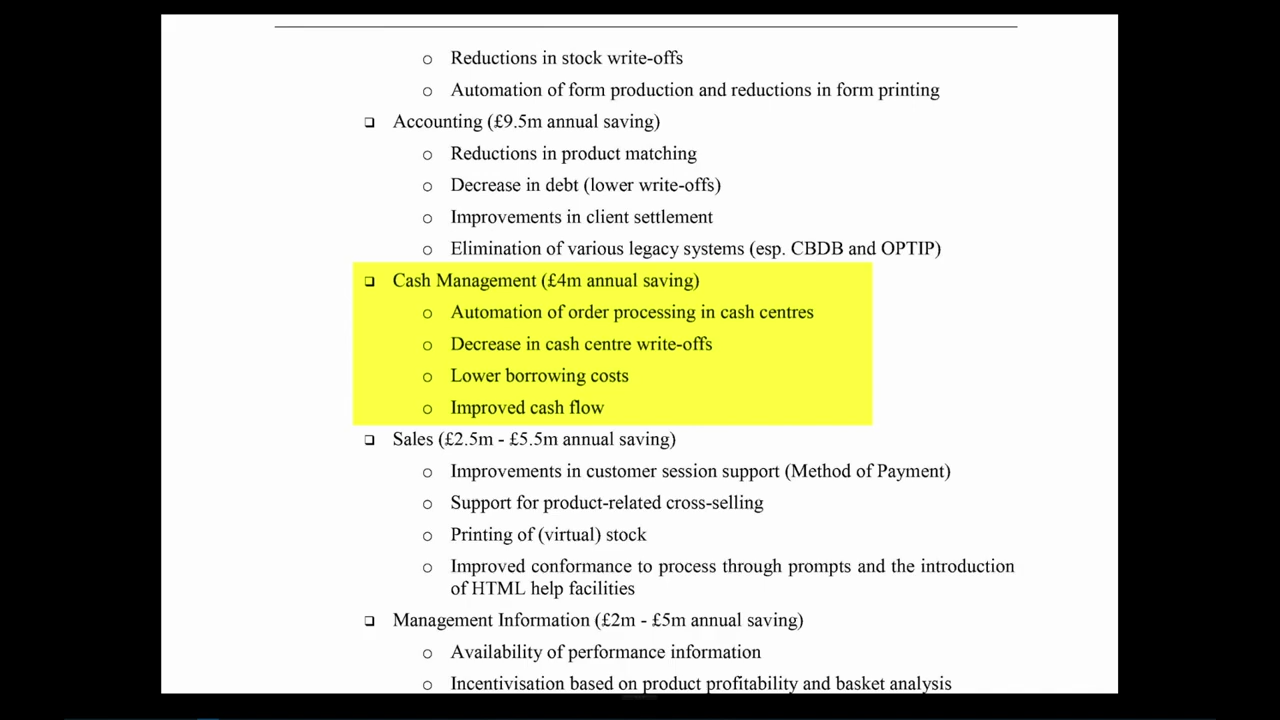 o Reductions in stock write-offs
o Automation of form production and reductions in form printing
❑ Accounting (£9.5m annual saving)
o Reductions in product matching
o Decrease in debt (lower write-offs)
o Improvements in client settlement
o Elimination of various legacy systems (esp. CBDB and OPTIP)
❑ Cash Management (£4m annual saving)
o Automation of order processing in cash centres
o Decrease in cash centre write-offs
o Lower borrowing costs
o Improved cash flow
❑ Sales (£2.5m - £5.5m annual saving)
o Improvements in customer session support (Method of Payment)
o Support for product-related cross-selling
o Printing of (virtual) stock
o Improved conformance to process through prompts and the introduction
of HTML help facilities
❑ Management Information (£2m - £5m annual saving)
o Availability of performance information
o Incentivisation based on product profitability and basket analysis